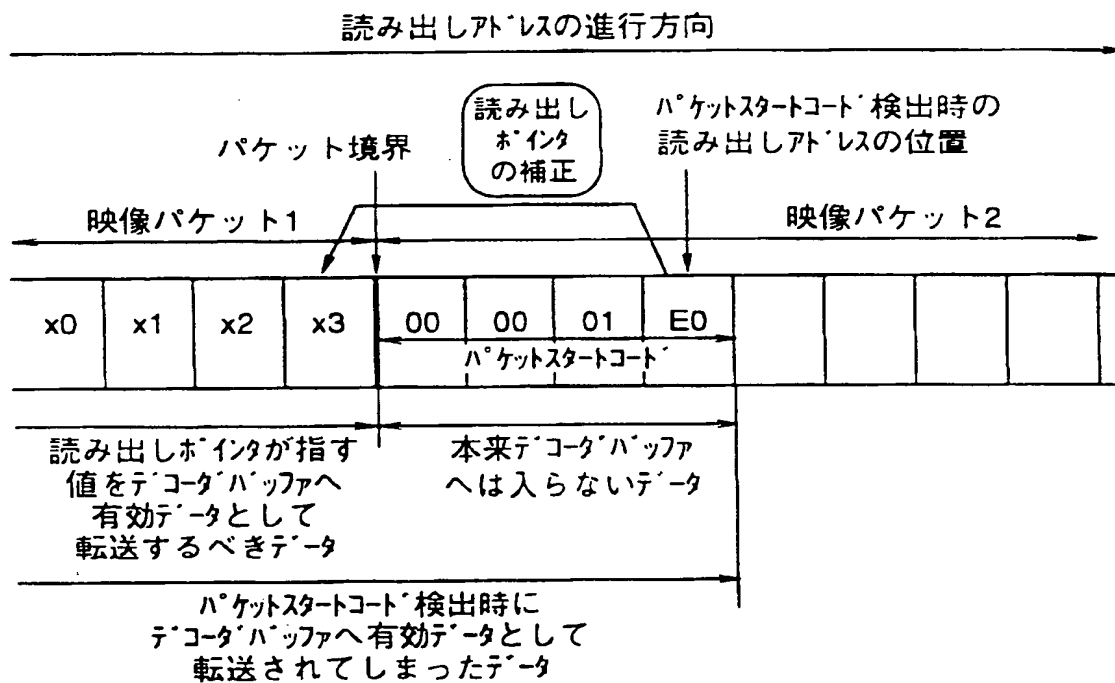 読み出しアドレスの進行方向
読み出し
ポインタ
の補正
パケットスタートコード検出時の
読み出しアドレスの位置
パケット境界
映像パケット1
映像パケット2
x0 x1 x2 x3 00 00 01 E0
パケットスタートコード
読み出しポインタが指す
値をデコーダバッファへ
有効データとして
転送するべきデータ
本来デコーダバッファ
へは入らないデータ
パケットスタートコード検出時に
デコーダバッファへ有効データとして
転送されてしまったデータ